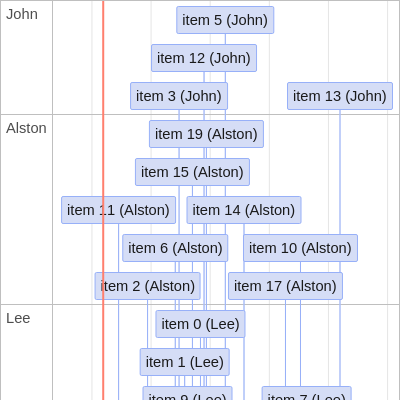 John
item 5 (John)
item 12 (John)
item 3 (John)
item 13 (John)
Alston
item 19 (Alston)
item 15 (Alston)
item 11 (Alston)
item 14 (Alston)
item 6 (Alston)
item 10 (Alston)
item 2 (Alston)
item 17 (Alston)
Lee
item 0 (Lee)
item 1 (Lee)
item 9 (Lee)
item 7 (Lee)